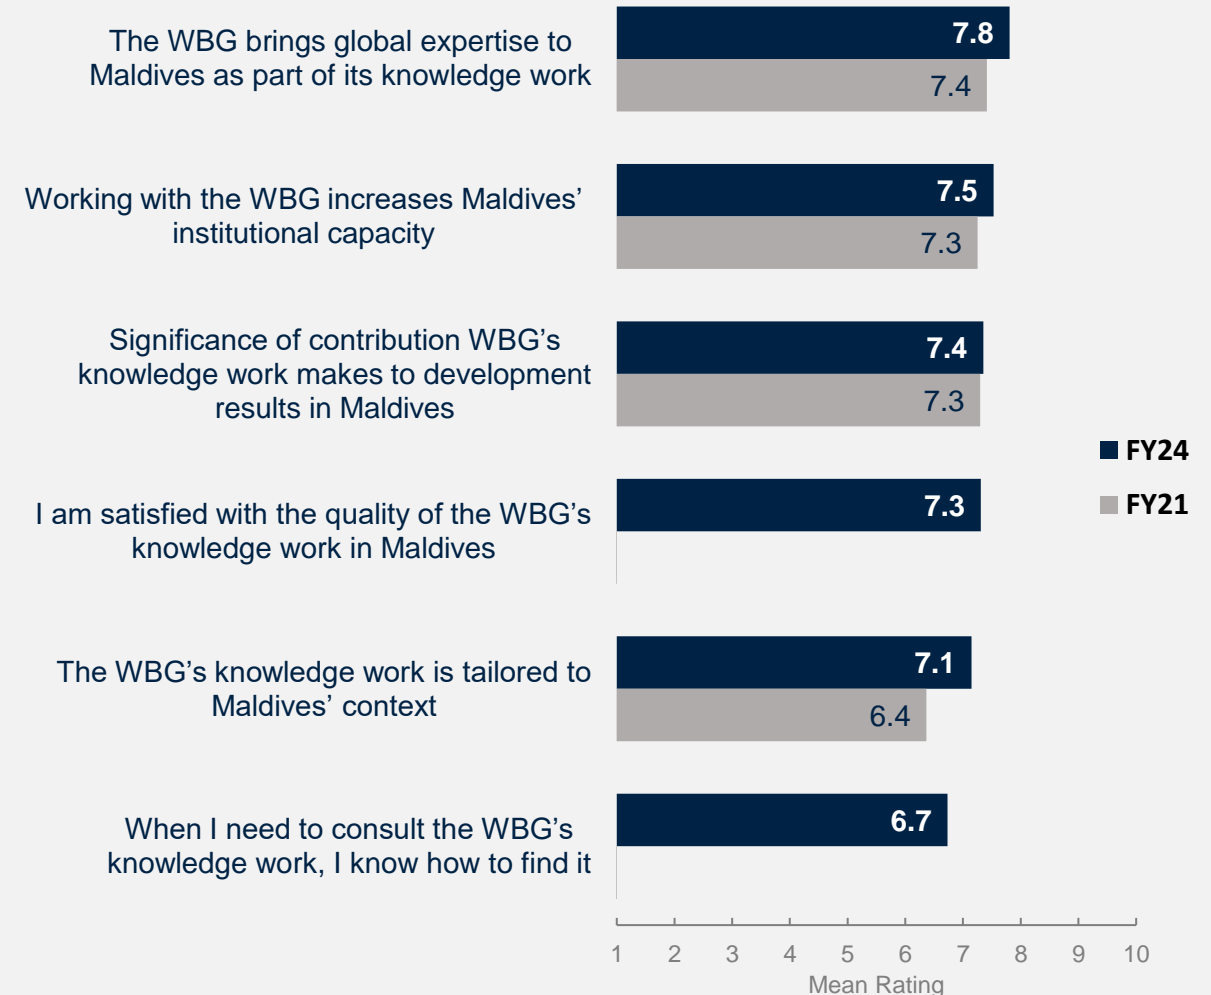 The WBG brings global expertise to
Maldives as part of its knowledge work
7.8
7.4
Working with the WBG increases Maldives’
institutional capacity
7.5
7.3
Significance of contribution WBG’s
knowledge work makes to development
results in Maldives
7.4
7.3
FY24
FY21
I am satisfied with the quality of the WBG’s
knowledge work in Maldives
7.3
The WBG’s knowledge work is tailored to
Maldives’ context
7.1
6.4
When I need to consult the WBG’s
knowledge work, I know how to find it
6.7
1 2 3 4 5 6 7 8 9 10
Mean Rating